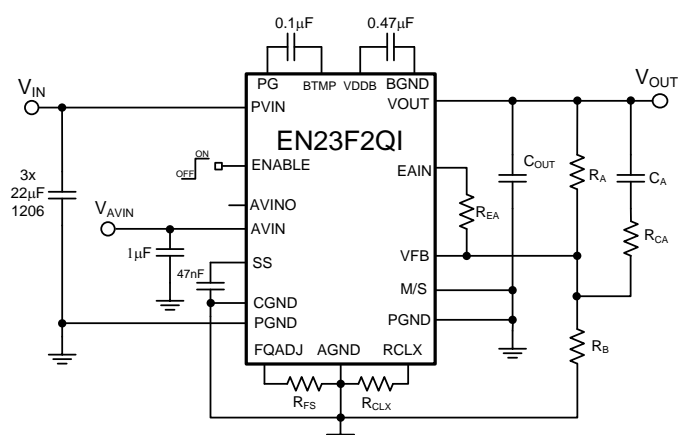 0.1μF
0.47μF
PG
BTMP
VDDB
BGND
VIN
VOUT
PVIN
VOUT
EN23F2QI
3x
22μF
1206
ON
OFF
ENABLE
EAIN
COUT
RA
CA
REA
RCA
AVINO
VAVIN
AVIN
1μF
47nF
SS
VFB
M/S
CGND
PGND
PGND
RB
FQADJ
AGND
RCLX
RFS
RCLX